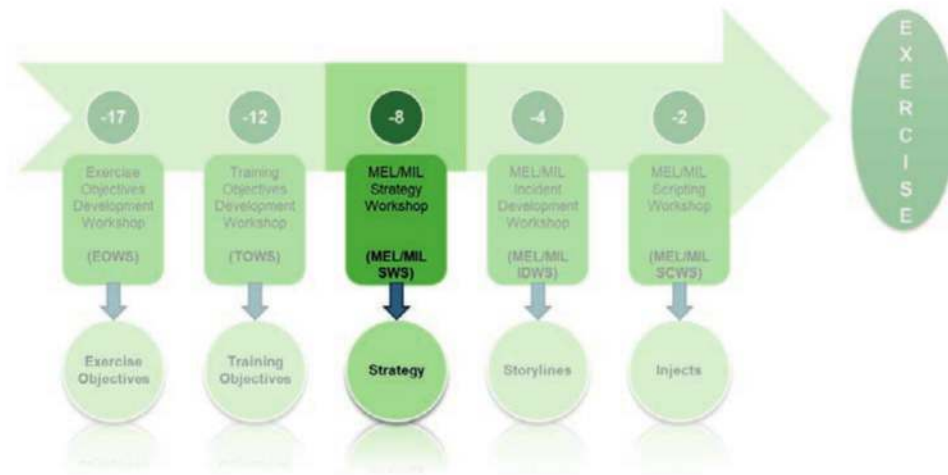 -17
-12
-8
-4
-2
Exercise
Objectives
Development
Workshop
(EOWS)
Training
Objectives
Development
Workshop
(TOWS)
MEL/MIL
Strategy
Workshop
(MEL/MIL
SWS)
MEL/MIL
Incident
Development
Workshop
(MEL/MIL
IDWS)
MEL/MIL
Scripting
Workshop
(MEL/MIL
SCWS)
Exercise
Objectives
Training
Objectives
Strategy
Storylines
Injects
E
X
E
R
C
I
S
E